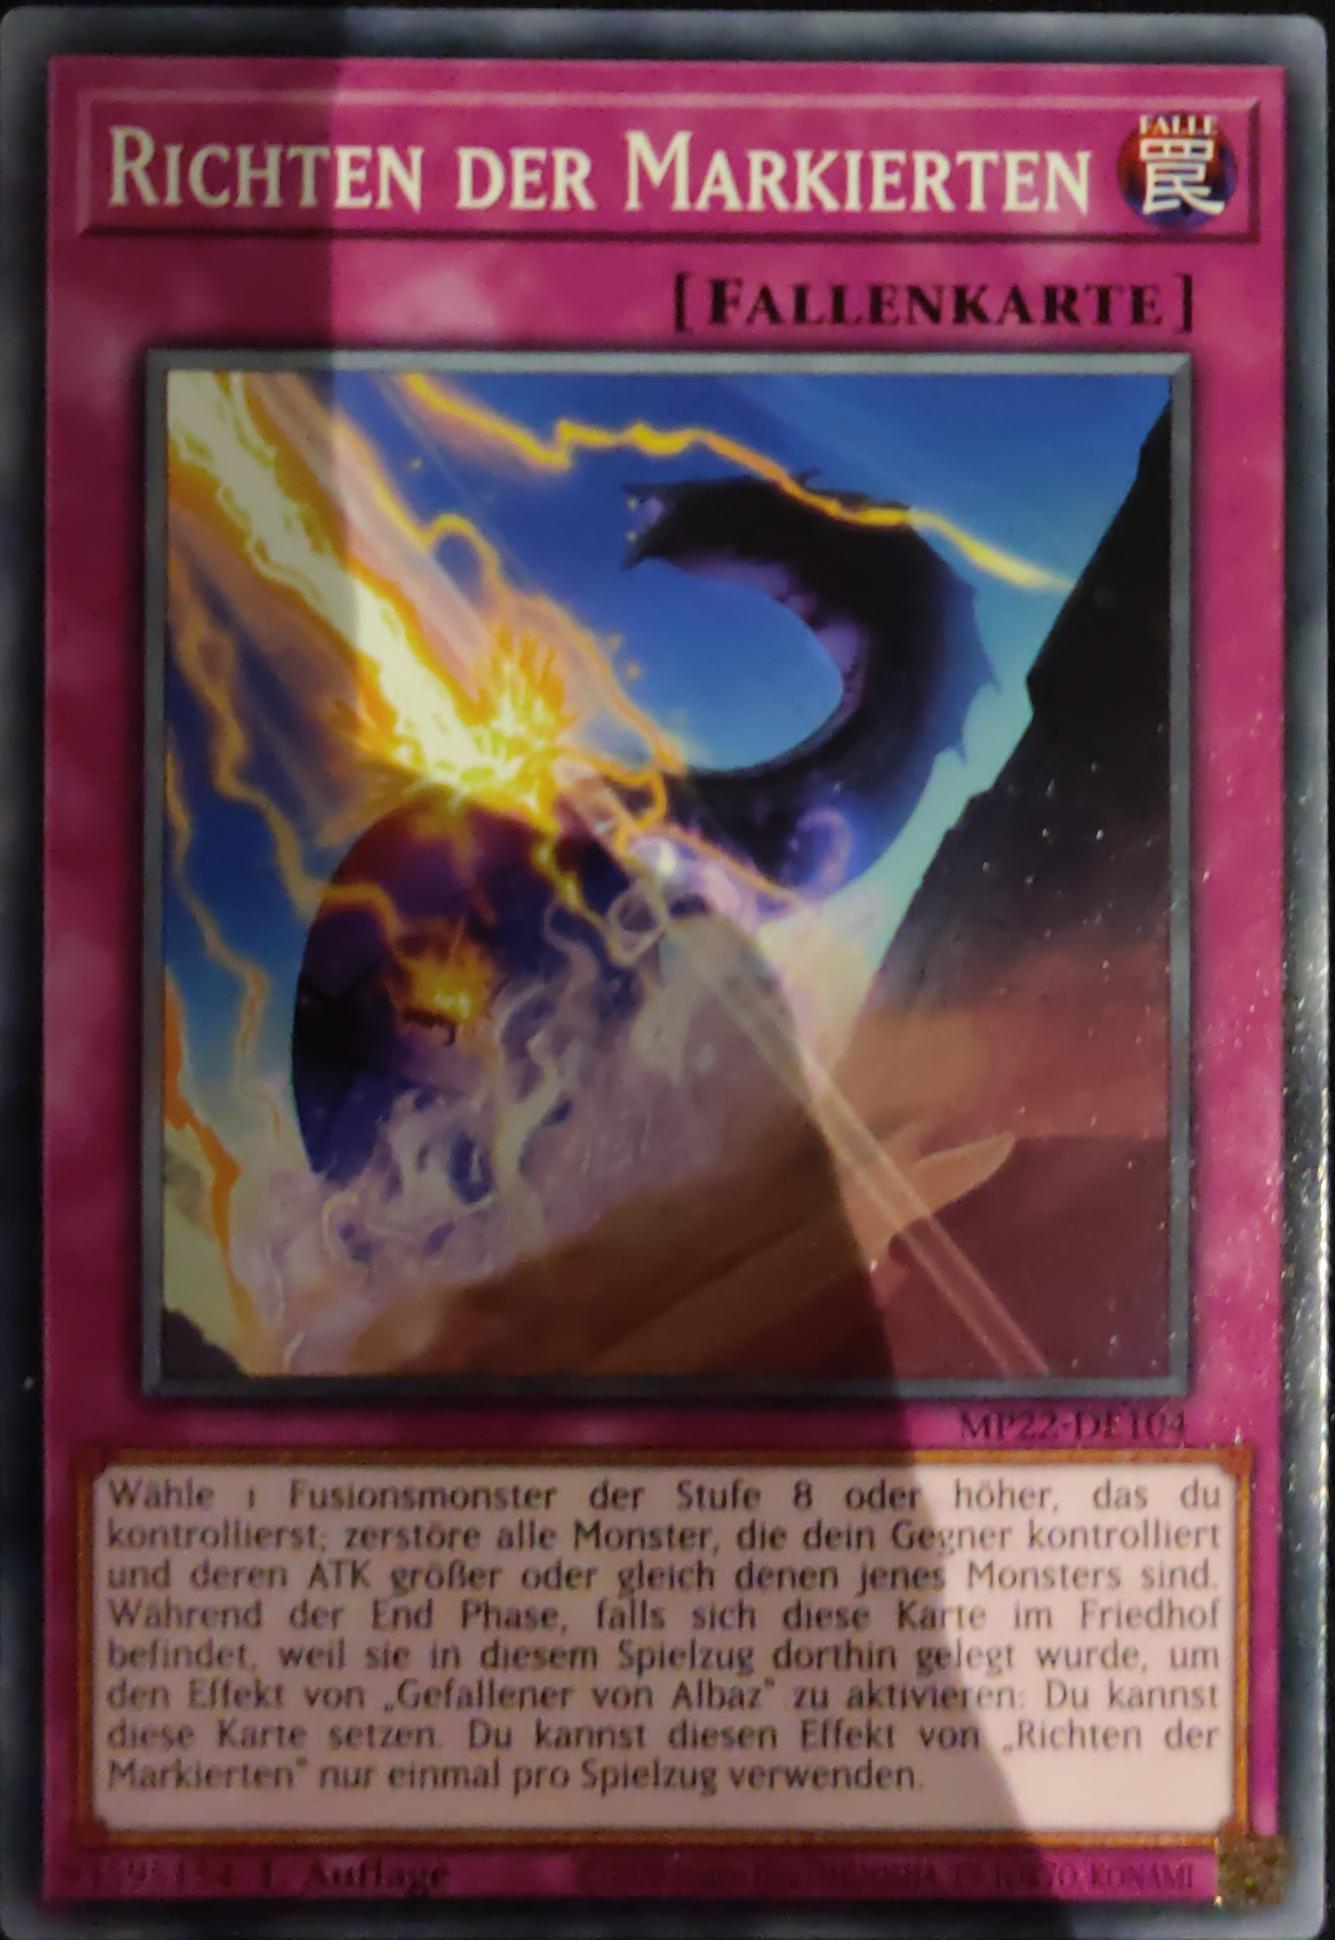 RICHTEN DER MARKIERTEN
FALLE
罠
[FALLENKARTE]
MP22-DE104
Wähle 1 Fusionsmonster der Stufe 8 oder höher, das du
kontrollierst; zerstöre alle Monster, die dein Gegner kontrolliert
und deren ATK größer oder gleich denen jenes Monsters sind.
Während der End Phase, falls sich diese Karte im Friedhof
befindet, weil sie in diesem Spielzug dorthin gelegt wurde, um
den Effekt von „Gefallener von Albaz“ zu aktivieren: Du kannst
diese Karte setzen. Du kannst diesen Effekt von „Richten der
Markierten“ nur einmal pro Spielzug verwenden.
1. Auflage
TOKYO, KONAMI